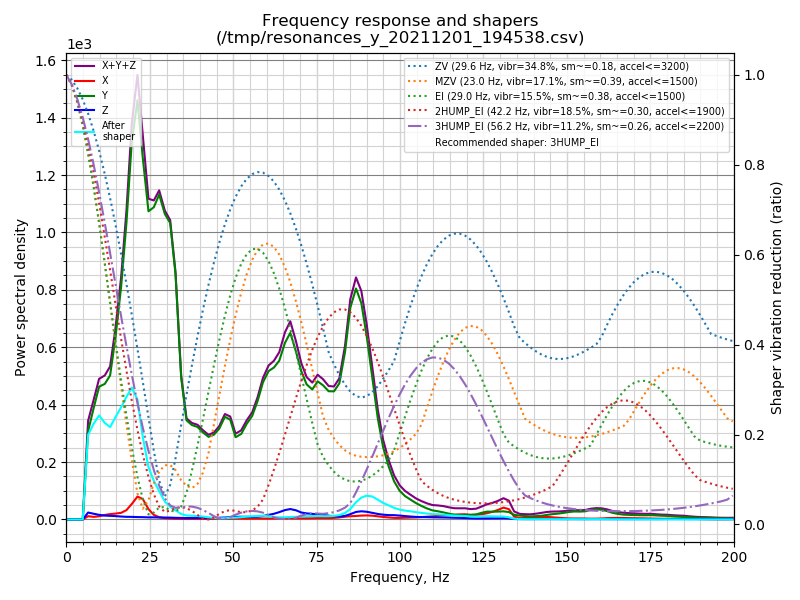 Frequency response and shapers
(/tmp/resonances_y_20211201_194538.csv)
1e3
X+Y+Z
X
Y
Z
After
shaper
ZV (29.6 Hz, vibr=34.8%, sm~=0.18, accel<=3200)
MZV (23.0 Hz, vibr=17.1%, sm~=0.39, accel<=1500)
EI (29.0 Hz, vibr=15.5%, sm~=0.38, accel<=1500)
2HUMP_EI (42.2 Hz, vibr=18.5%, sm~=0.30, accel<=1900)
3HUMP_EI (56.2 Hz, vibr=11.2%, sm~=0.26, accel<=2200)
Recommended shaper: 3HUMP_EI
Power spectral density
1.6
1.4
1.2
1.0
0.8
0.6
0.4
0.2
0.0
Shaper vibration reduction (ratio)
1.0
0.8
0.6
0.4
0.2
0.0
0 25 50 75 100 125 150 175 200
Frequency, Hz